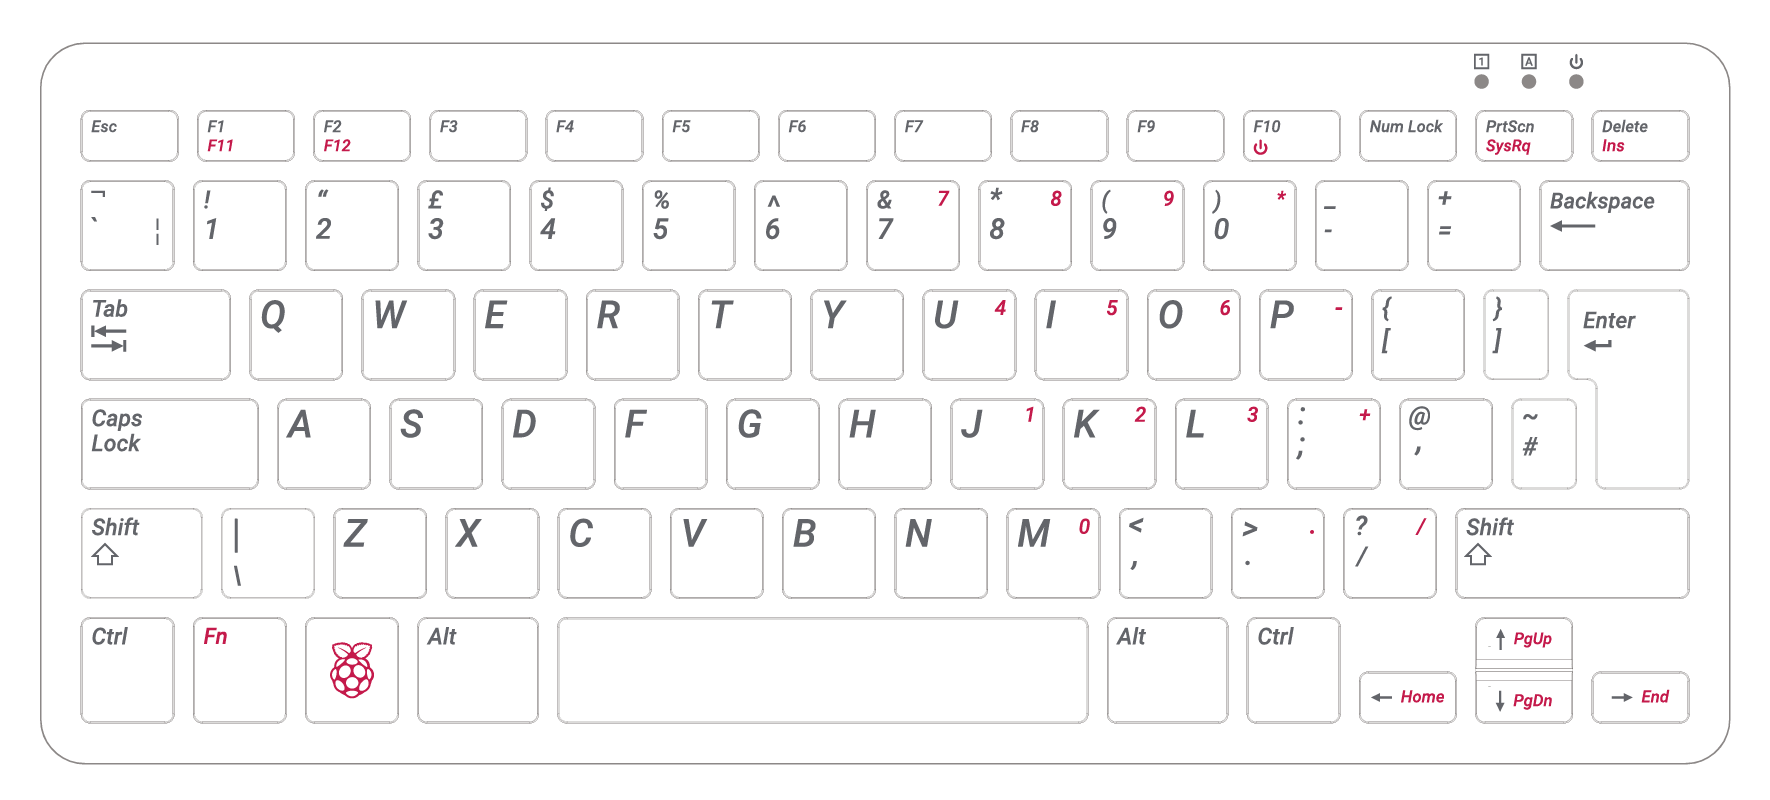 1 A
Esc F1 F2 F3 F4 F5 F6 F7 F8 F9 F10 Num Lock PrtScn Delete
F11 F12 SysRq Ins
¬ ! “ £ $ % ^ & 7 * 8 ( 9 ) * _ + Backspace
` ¦ 1 2 3 4 5 6 7 8 9 0 - = ←
Tab Q W E R T Y U 4 I 5 O 6 P - { } Enter
[ ] ↵
Caps A S D F G H J 1 K 2 L 3 : + @ ~
Lock ; ' #
Shift | Z X C V B N M 0 < > . ? / Shift
⇧ \ , . / ⇧
Ctrl Fn Alt Alt Ctrl ↑ PgUp
← Home ↓ PgDn → End